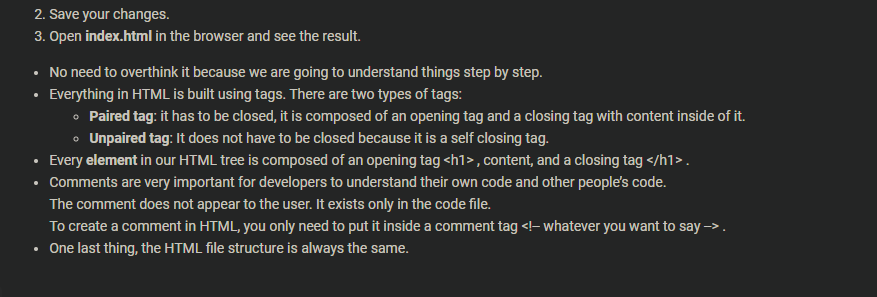 2. Save your changes.
3. Open index.html in the browser and see the result.
• No need to overthink it because we are going to understand things step by step.
• Everything in HTML is built using tags. There are two types of tags:
◦ Paired tag: it has to be closed, it is composed of an opening tag and a closing tag with content inside of it.
◦ Unpaired tag: It does not have to be closed because it is a self closing tag.
• Every element in our HTML tree is composed of an opening tag <h1> , content, and a closing tag </h1> .
• Comments are very important for developers to understand their own code and other people’s code.
The comment does not appear to the user. It exists only in the code file.
To create a comment in HTML, you only need to put it inside a comment tag <!– whatever you want to say –> .
• One last thing, the HTML file structure is always the same.